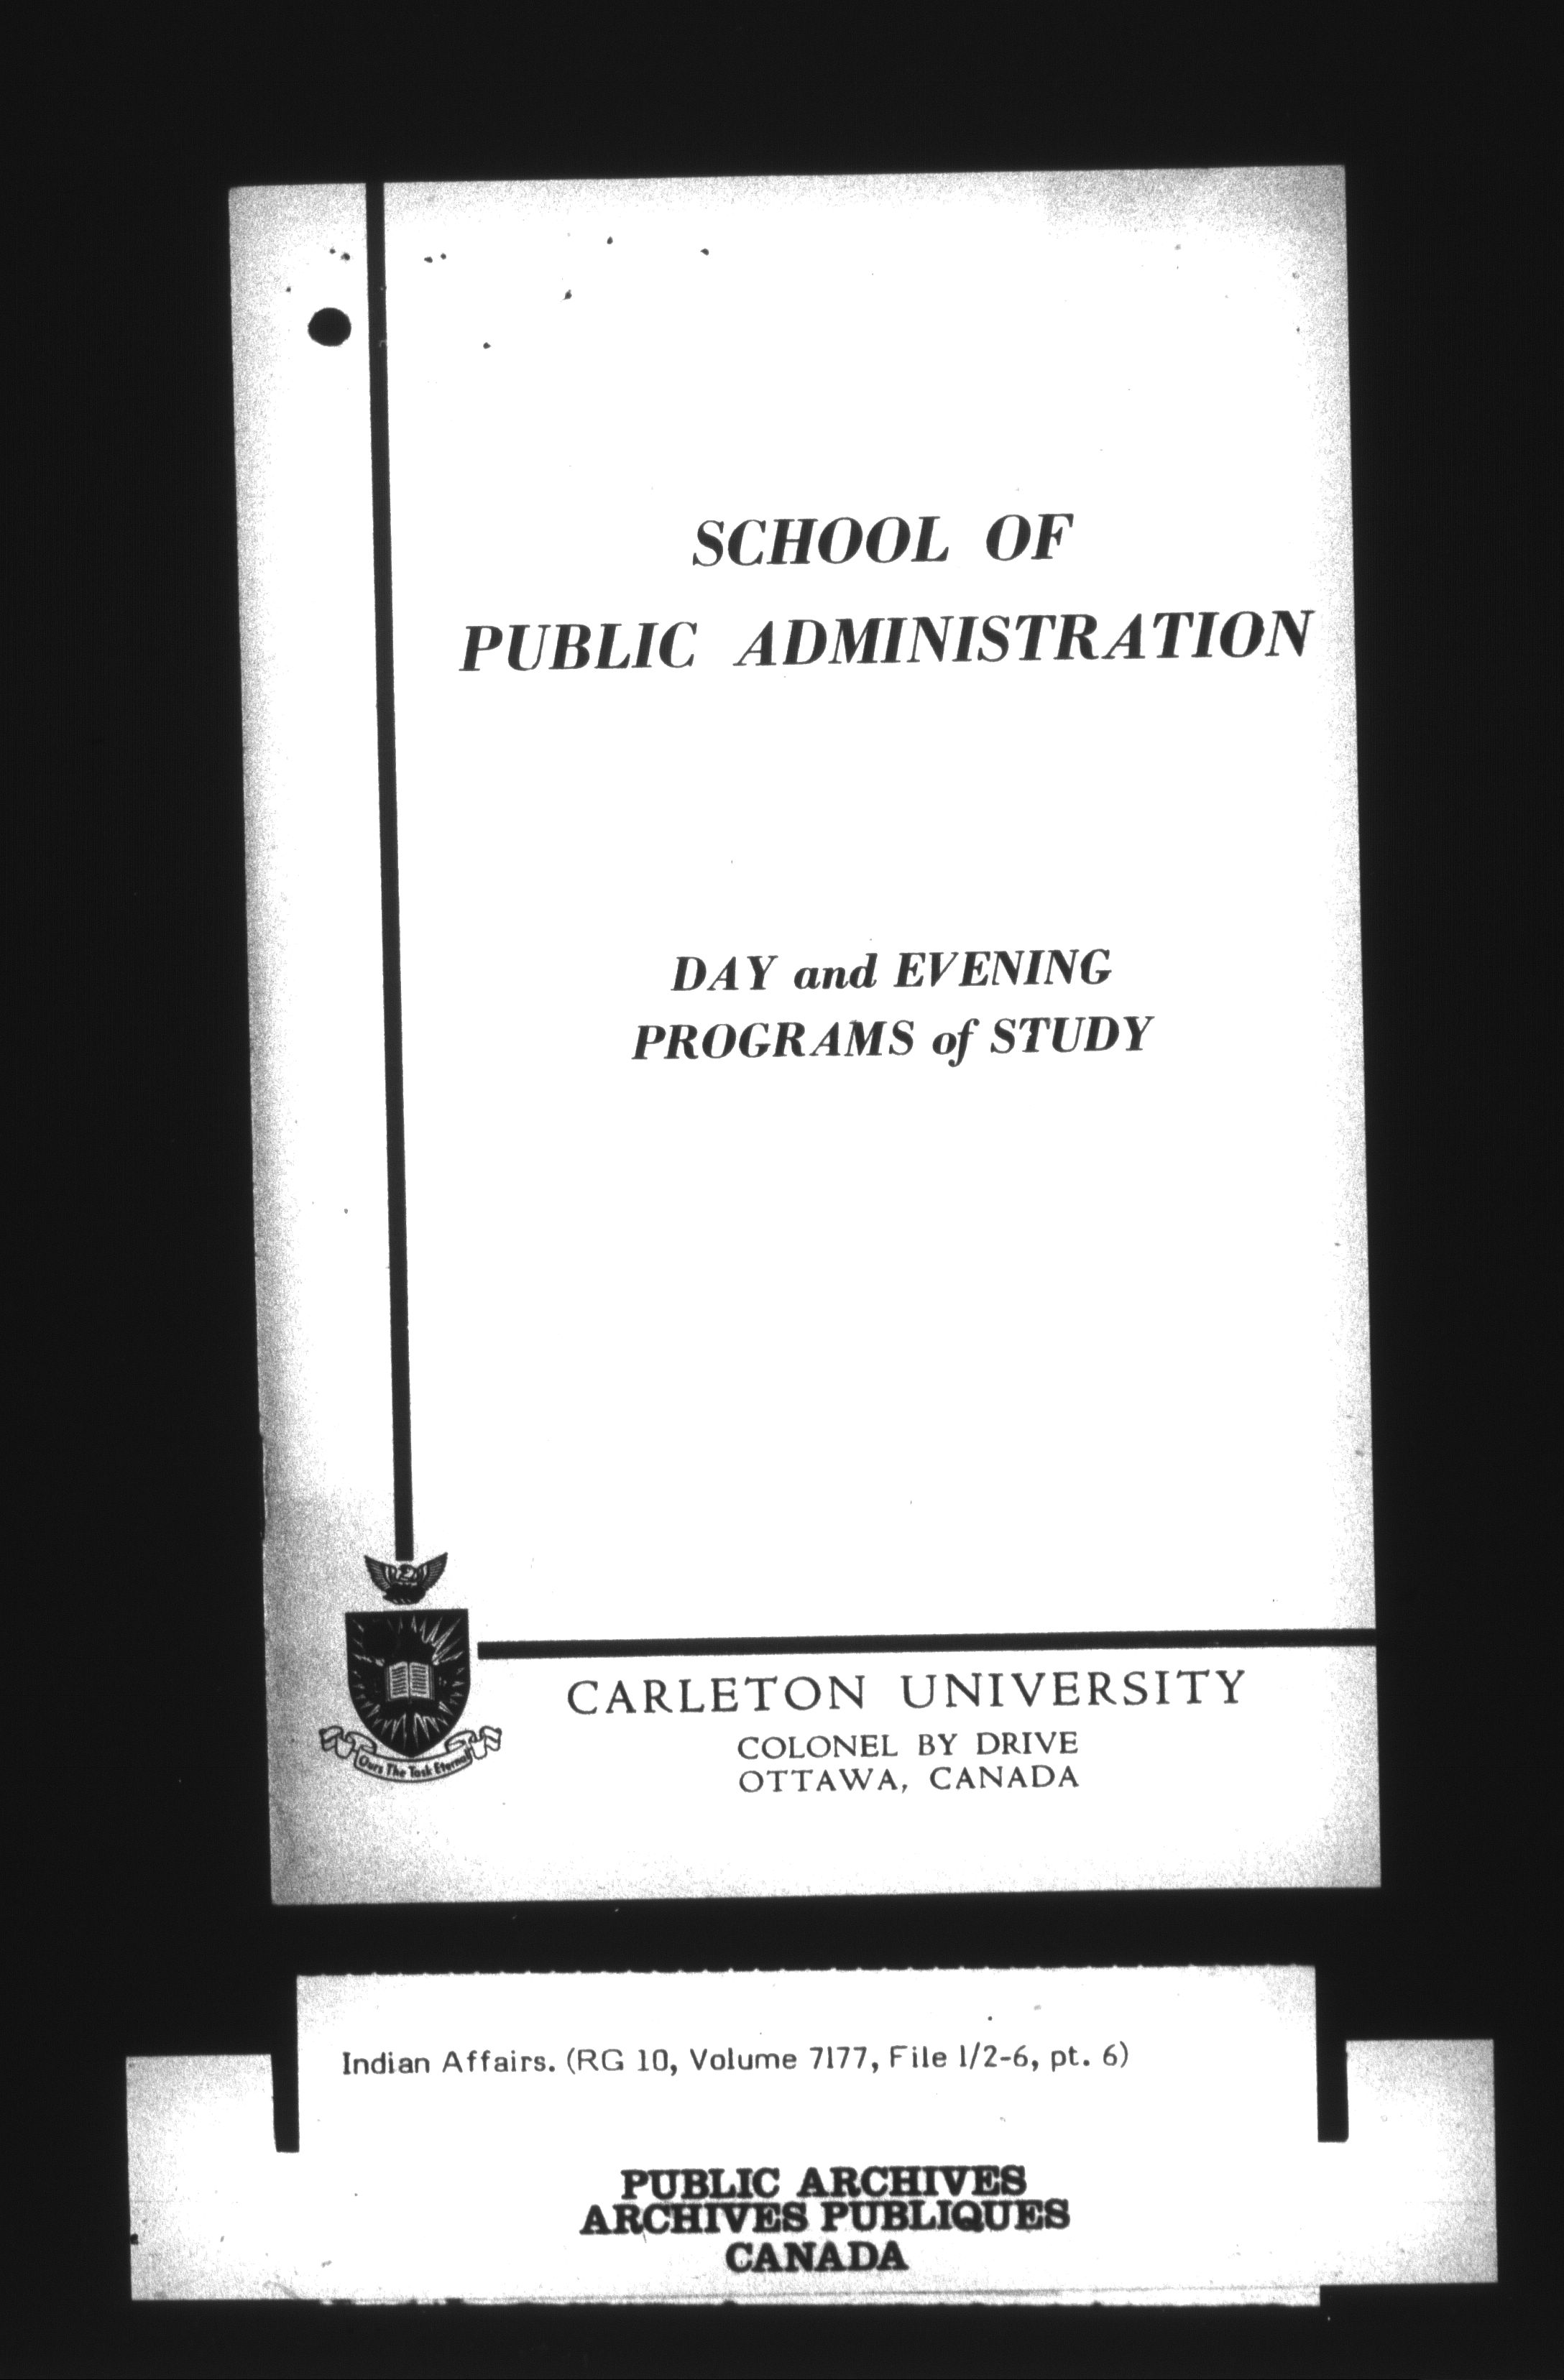 SCHOOL OF
PUBLIC ADMINISTRATION
DAY and EVENING
PROGRAMS of STUDY
Ours The Task Eternal
CARLETON UNIVERSITY
COLONEL BY DRIVE
OTTAWA, CANADA
Indian Affairs. (RG 10, Volume 7177, File 1/2-6, pt. 6)
PUBLIC ARCHIVES
ARCHIVES PUBLIQUES
CANADA